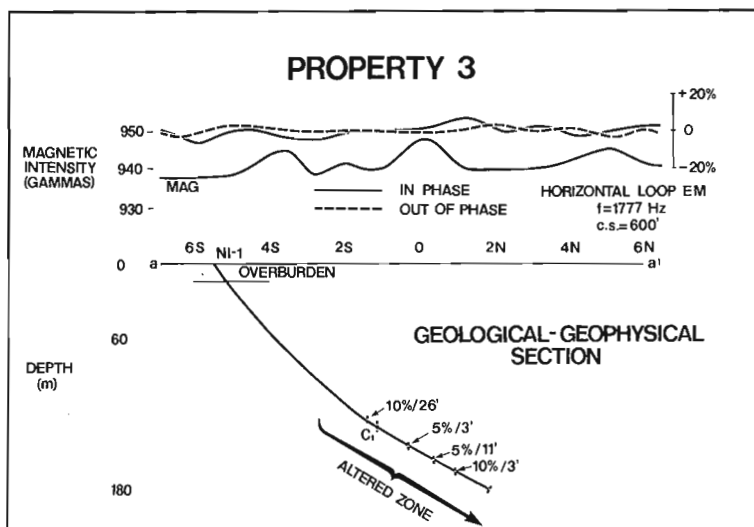 PROPERTY 3
+20%
0
-20%
950
940
930
MAGNETIC
INTENSITY
(GAMMAS)
MAG
IN PHASE
OUT OF PHASE
HORIZONTAL LOOP EM
f=1777 Hz
c.s.=600'
6S
4S
2S
0
2N
4N
6N
NI-1
0
a
a'
OVERBURDEN
60
GEOLOGICAL-GEOPHYSICAL
SECTION
DEPTH
(m)
10%/26'
C₁
5%/3'
5%/11'
10%/3'
ALTERED ZONE
180